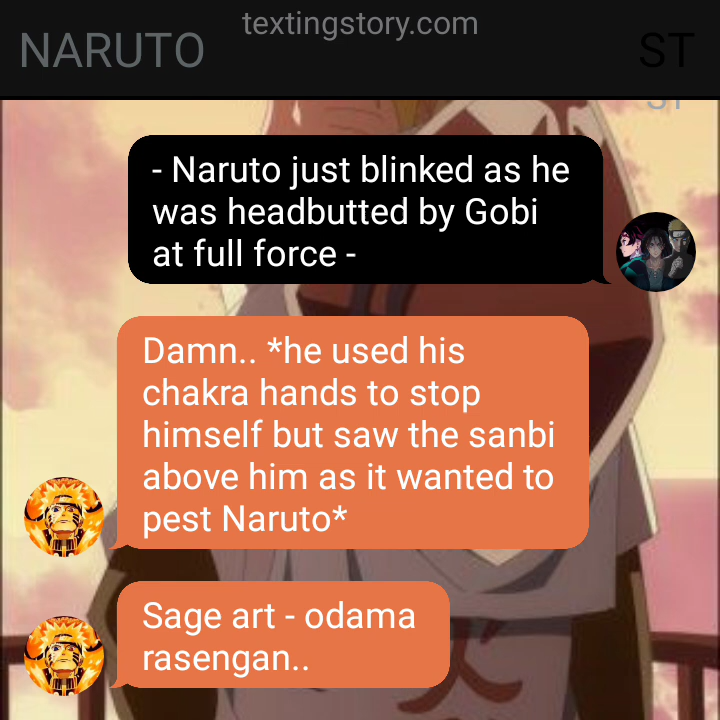 textingstory.com
NARUTO
ST
ST
- Naruto just blinked as he
was headbutted by Gobi
at full force -
Damn.. *he used his
chakra hands to stop
himself but saw the sanbi
above him as it wanted to
pest Naruto*
Sage art - odama
rasengan..